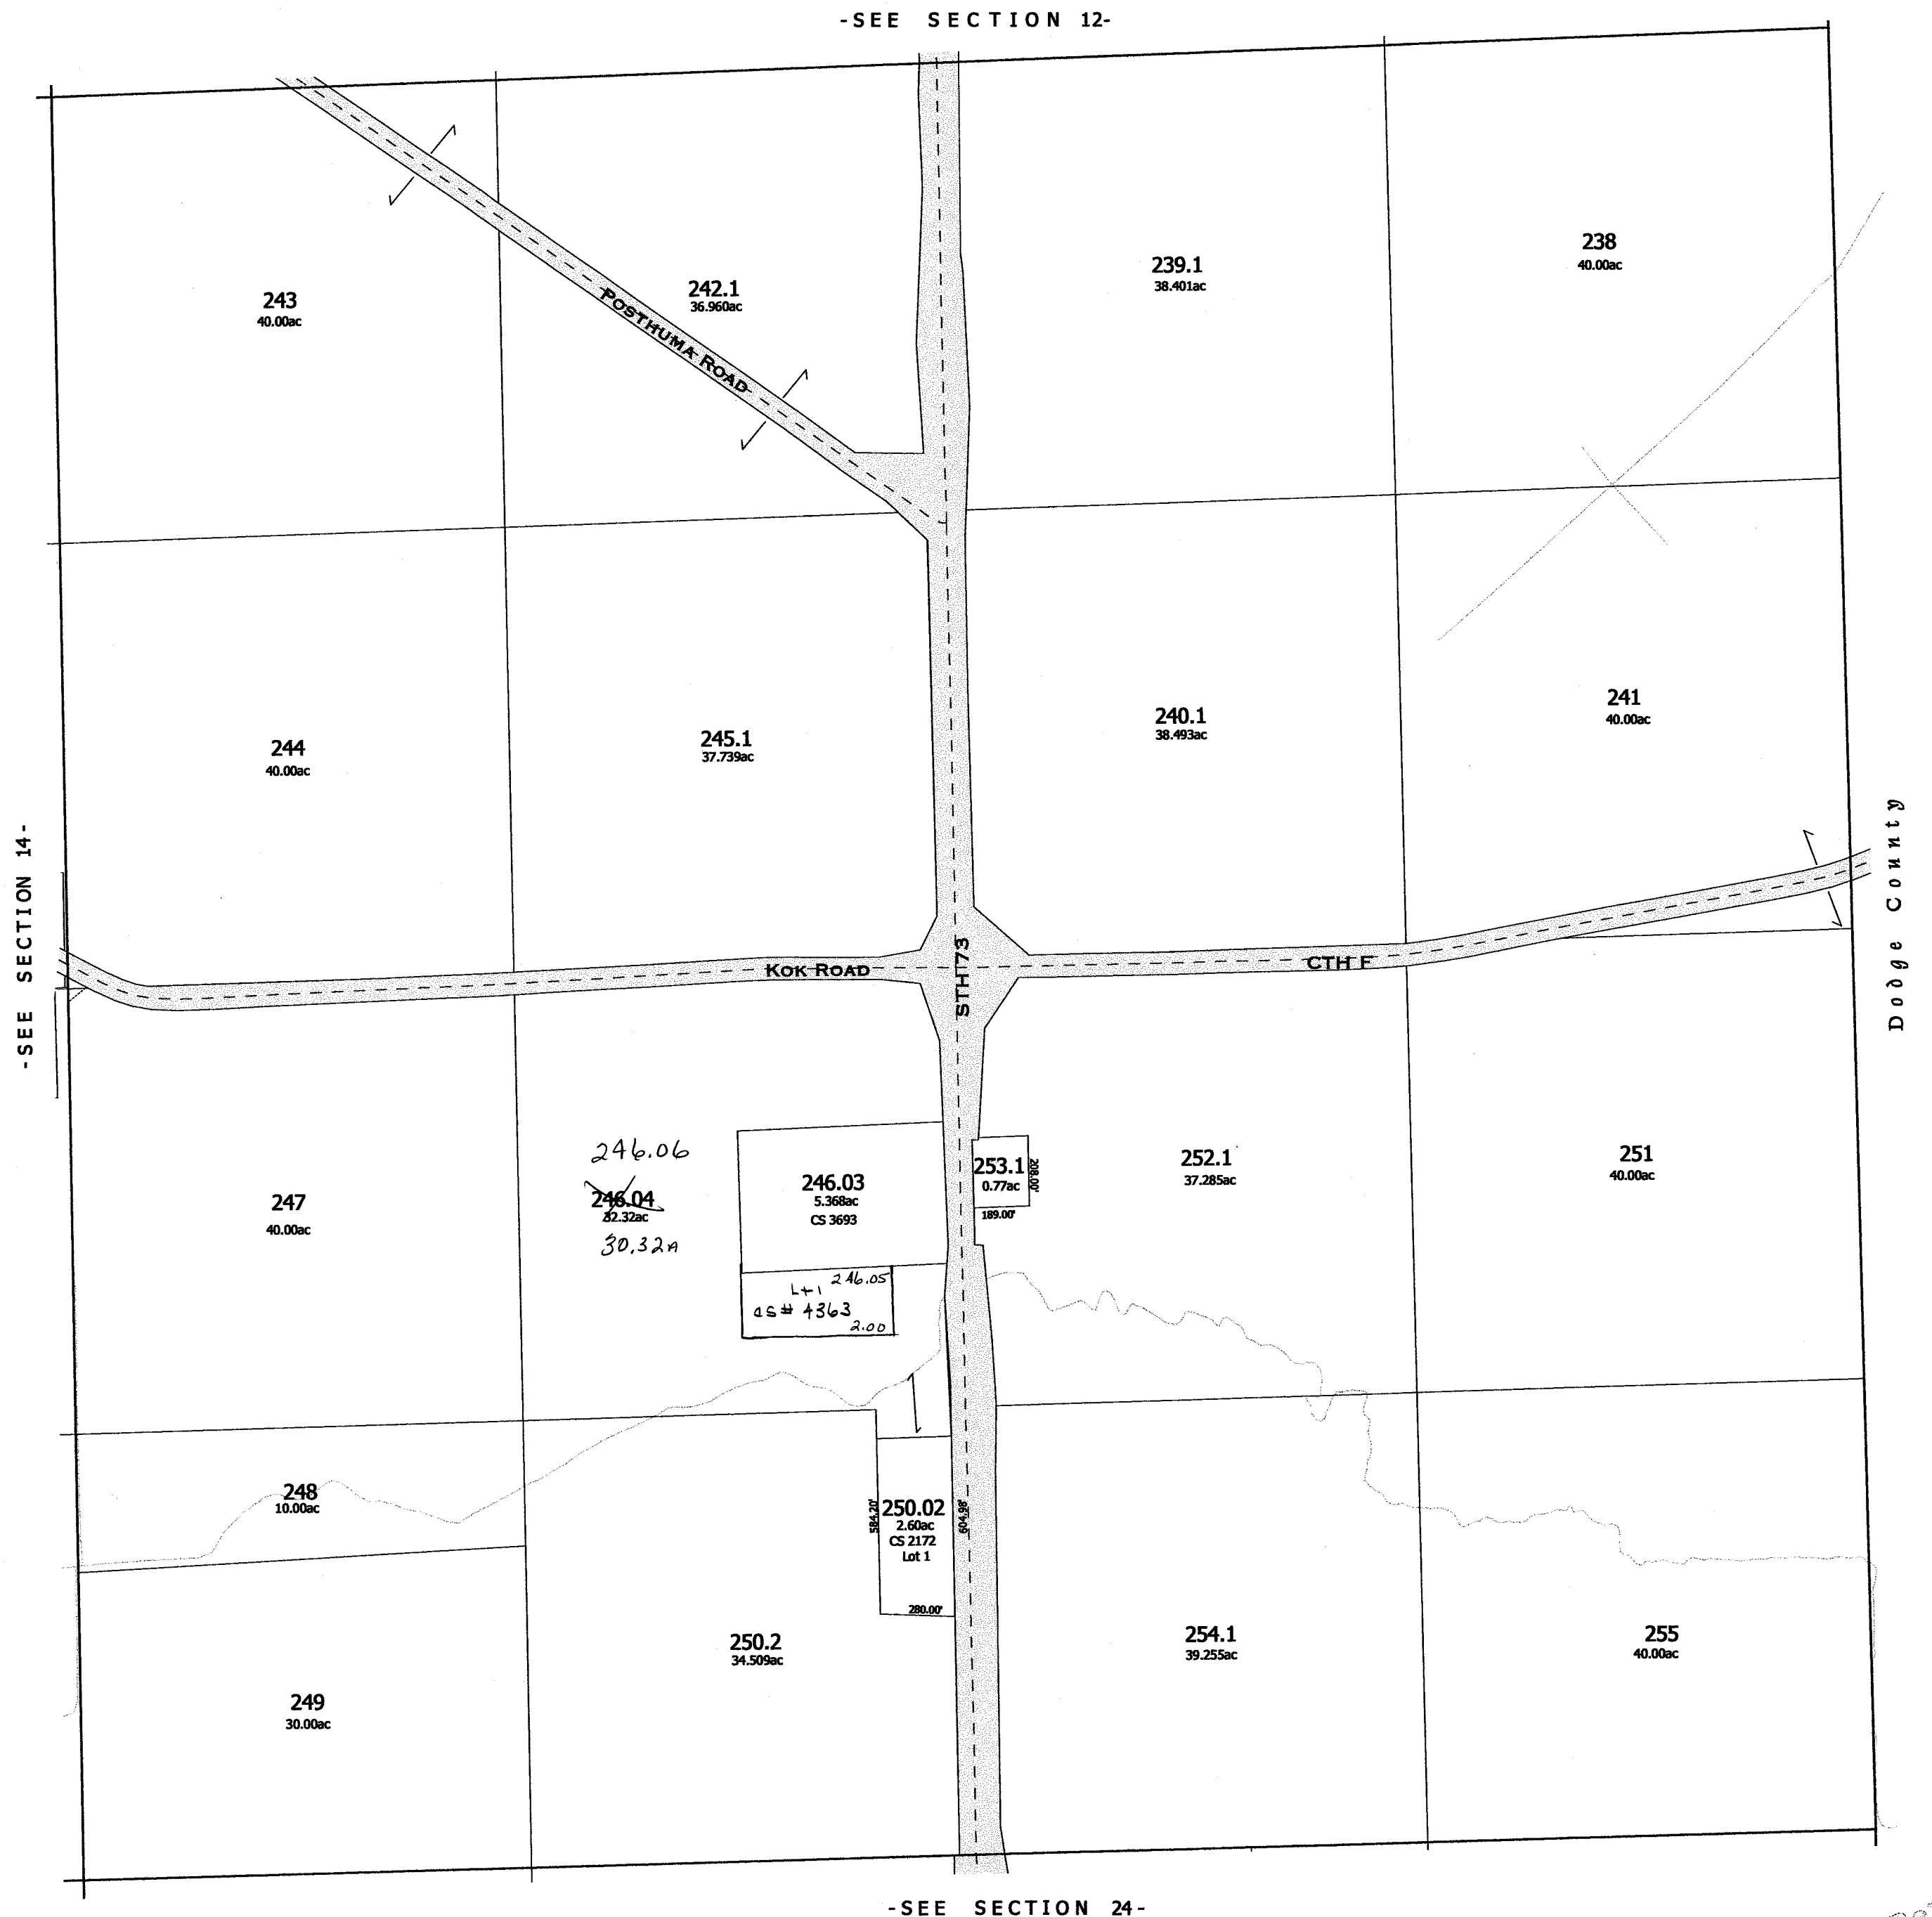 -SEE SECTION 12-
238
40.00ac
239.1
38.401ac
242.1
36.960ac
243
40.00ac
POSTHUMA ROAD
241
40.00ac
240.1
38.493ac
245.1
37.739ac
244
40.00ac
-SEE SECTION 14-
Dodge County
KOK ROAD
STH 73
CTH F
246.06
246.04
32.32ac
30.32A
246.03
5.368ac
CS 3693
253.1
0.77ac
208.00'
189.00'
252.1
37.285ac
251
40.00ac
247
40.00ac
246.05
Lt 1
CS# 4363
2.00
248
10.00ac
584.20'
250.02
2.60ac
CS 2172
Lot 1
604.98'
280.00'
250.2
34.509ac
254.1
39.255ac
255
40.00ac
249
30.00ac
-SEE SECTION 24-